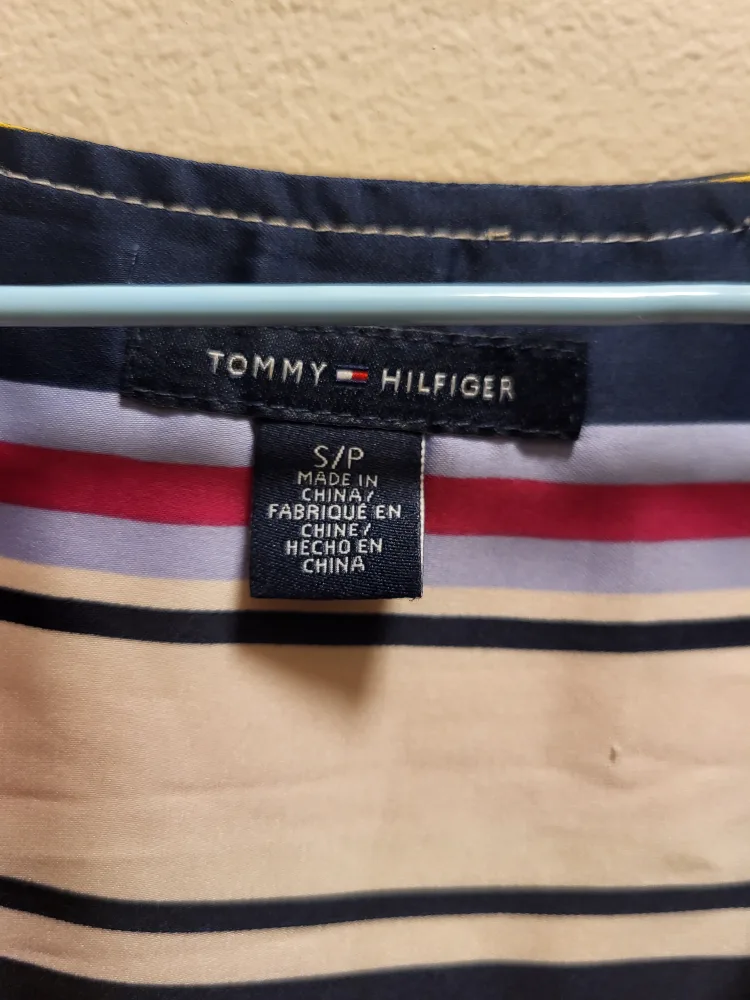 TOMMY HILFIGER
S/P
MADE IN
CHINA/
FABRIQUÉ EN
CHINE/
HECHO EN
CHINA